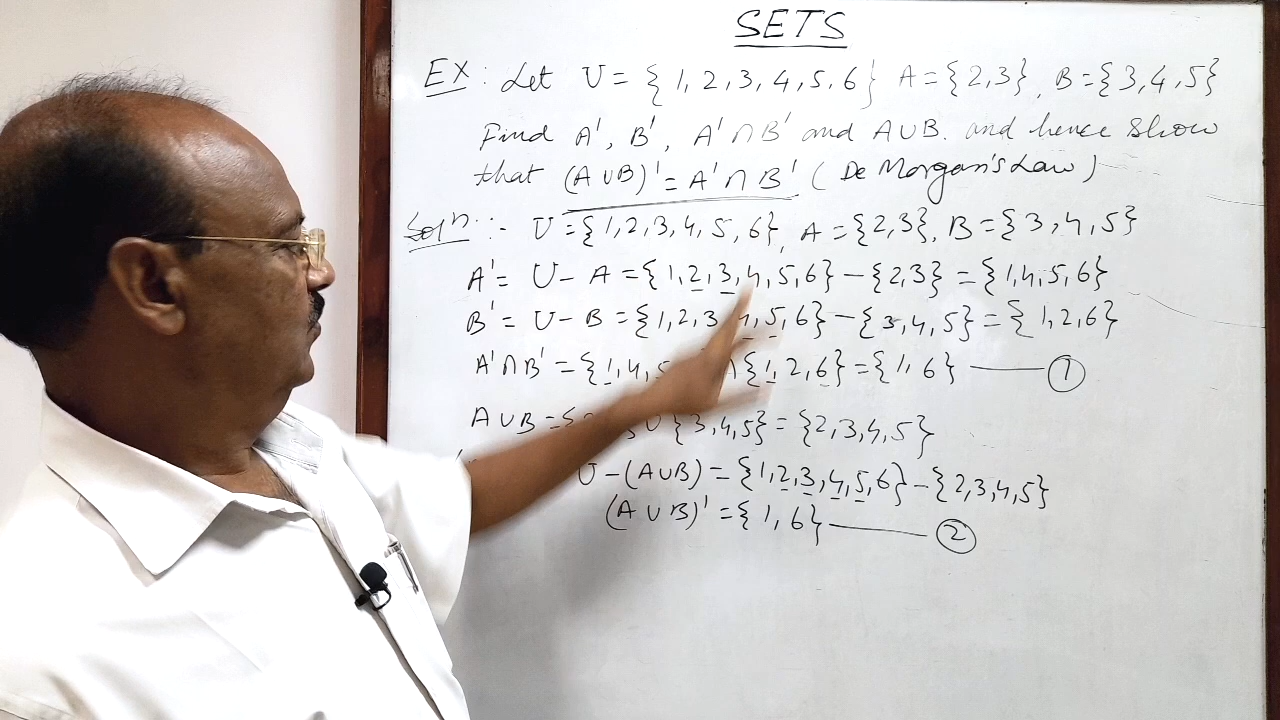 SETS
EX: Let U = { 1, 2, 3, 4, 5, 6 } A = {2,3}, B = {3,4,5}
Find A', B', A'∩B' and A∪B. and hence Show
that (A∪B)' = A'∩B' (De Morgan's Law)
Soln:- U = {1,2,3,4,5,6}, A = {2,3}, B = {3,4,5}
A' = U - A = {1,2,3,4,5,6} - {2,3} = {1,4,5,6}
B' = U - B = {1,2,3,4,5,6} - {3,4,5} = {1,2,6}
A'∩B' = {1,4,5 ∩{1,2,6} = {1,6} — 1
A∪B = { } ∪ {3,4,5} = {2,3,4,5}
U - (A∪B) = {1,2,3,4,5,6} - {2,3,4,5}
(A∪B)' = {1,6} — 2